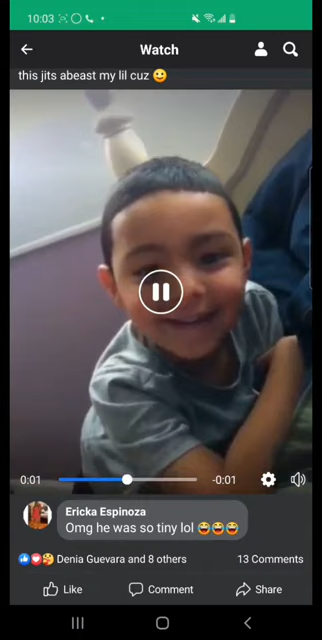 10:03
Watch
this jits abeast my lil cuz 🙂
0:01
-0:01
Ericka Espinoza
Omg he was so tiny lol 😂😂😂
Denia Guevara and 8 others
13 Comments
Like
Comment
Share